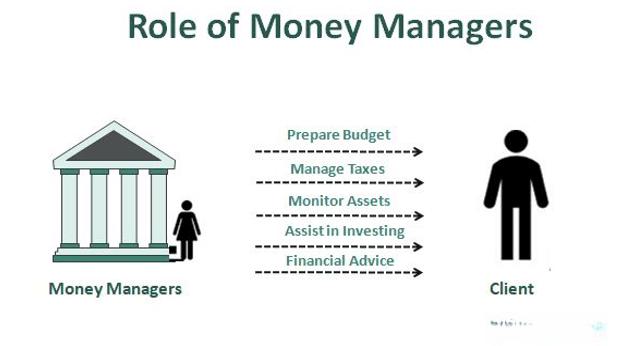 Role of Money Managers
Prepare Budget
Manage Taxes
Monitor Assets
Assist in Investing
Financial Advice
Money Managers
Client